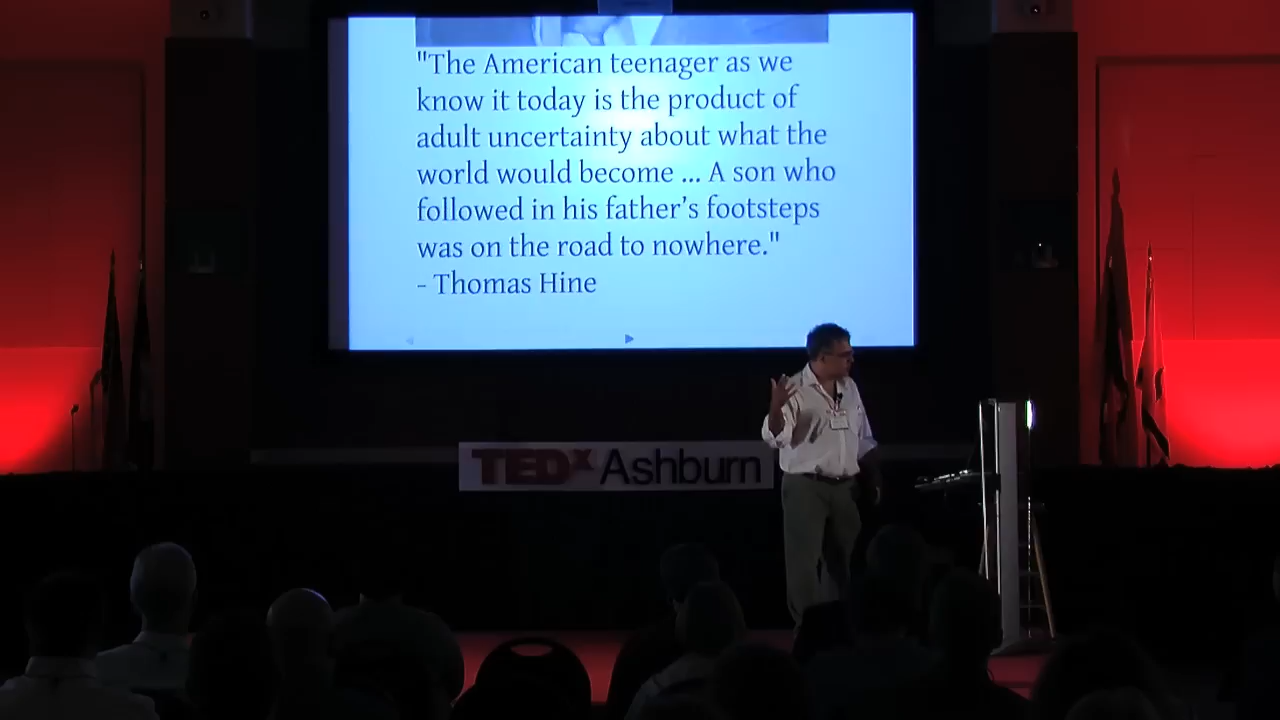 "The American teenager as we
know it today is the product of
adult uncertainty about what the
world would become ... A son who
followed in his father’s footsteps
was on the road to nowhere."
- Thomas Hine
TEDx Ashburn